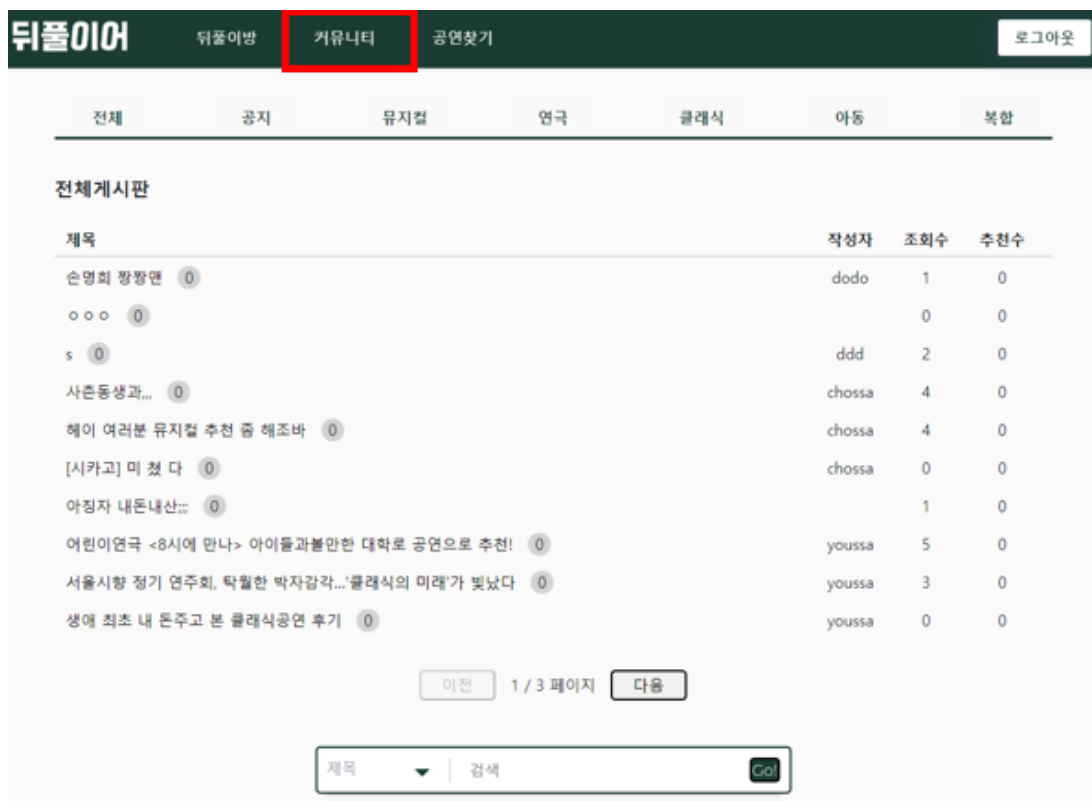 뒤풀이어 뒤풀이방 커뮤니티 공연찾기 로그아웃
전체 공지 뮤지컬 연극 클래식 아동 복합
전체게시판
제목 작성자 조회수 추천수
손명희 짱짱맨 0 dodo 1 0
ㅇㅇㅇ 0 0 0
s 0 ddd 2 0
사촌동생과,,, 0 chossa 4 0
헤이 여러분 뮤지컬 추천 좀 해조바 0 chossa 4 0
[시카고] 미 쳤 다 0 chossa 0 0
아징자 내돈내산;;; 0 1 0
어린이연극 <8시에 만나> 아이들과볼만한 대학로 공연으로 추천! 0 youssa 5 0
서울시향 정기 연주회, 탁월한 박자감각...'클래식의 미래'가 빛났다 0 youssa 3 0
생애 최초 내 돈주고 본 클래식공연 후기 0 youssa 0 0
이전 1 / 3 페이지 다음
제목 검색 Go!